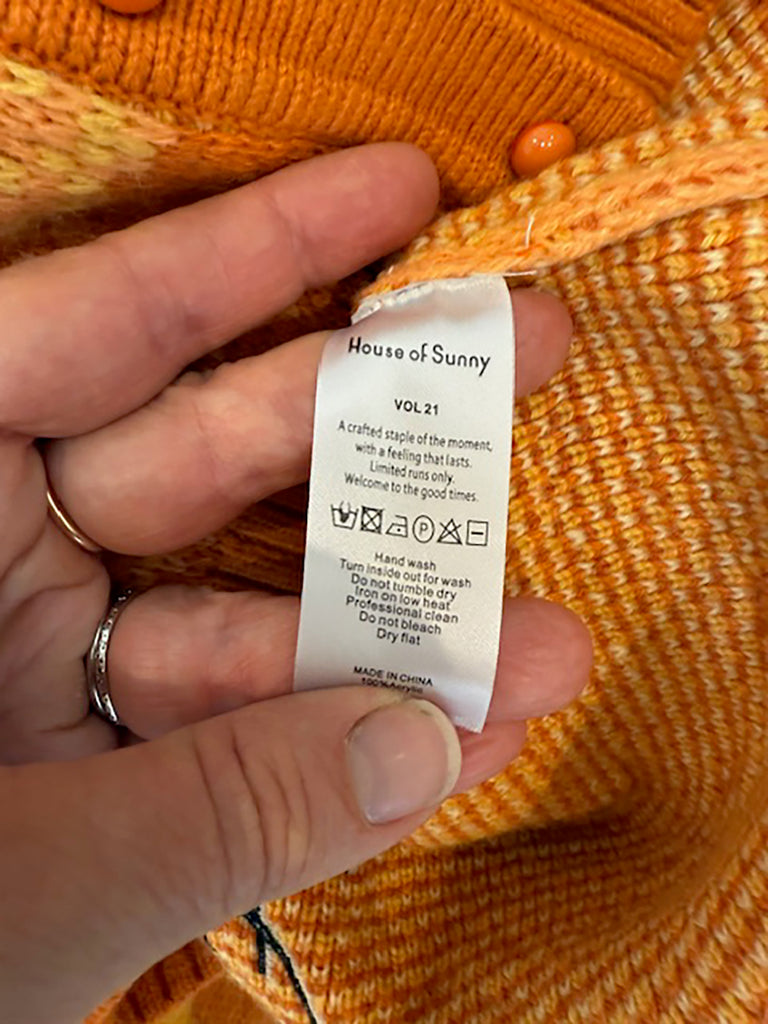 House of Sunny
VOL 21
A crafted staple of the moment,
with a feeling that lasts.
Limited runs only.
Welcome to the good times.
P
Hand wash
Turn inside out for wash
Do not tumble dry
Iron on low heat
Professional clean
Do not bleach
Dry flat
MADE IN CHINA
100%Acrylic